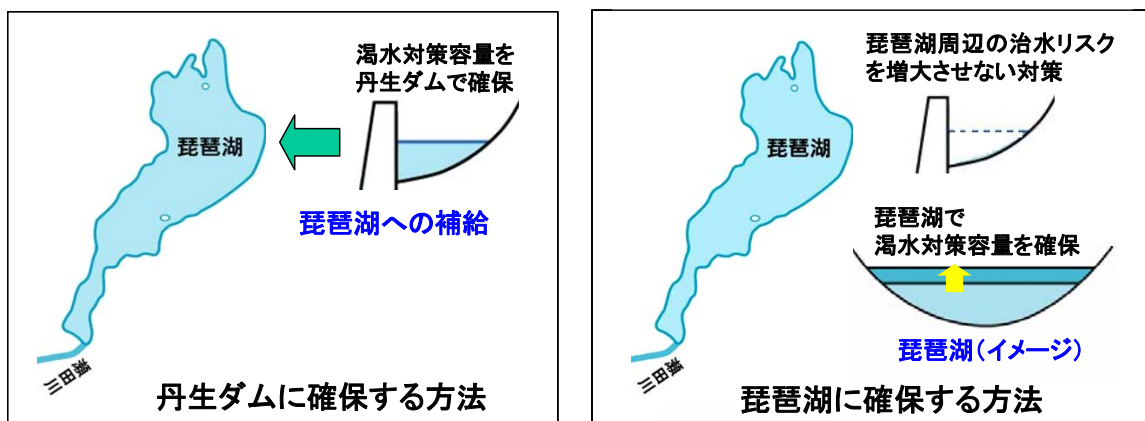 渇水対策容量を
丹生ダムで確保
琵琶湖
琵琶湖への補給
瀬田川
丹生ダムに確保する方法
琵琶湖周辺の治水リスク
を増大させない対策
琵琶湖
琵琶湖で
渇水対策容量を確保
琵琶湖(イメージ)
瀬田川
琵琶湖に確保する方法